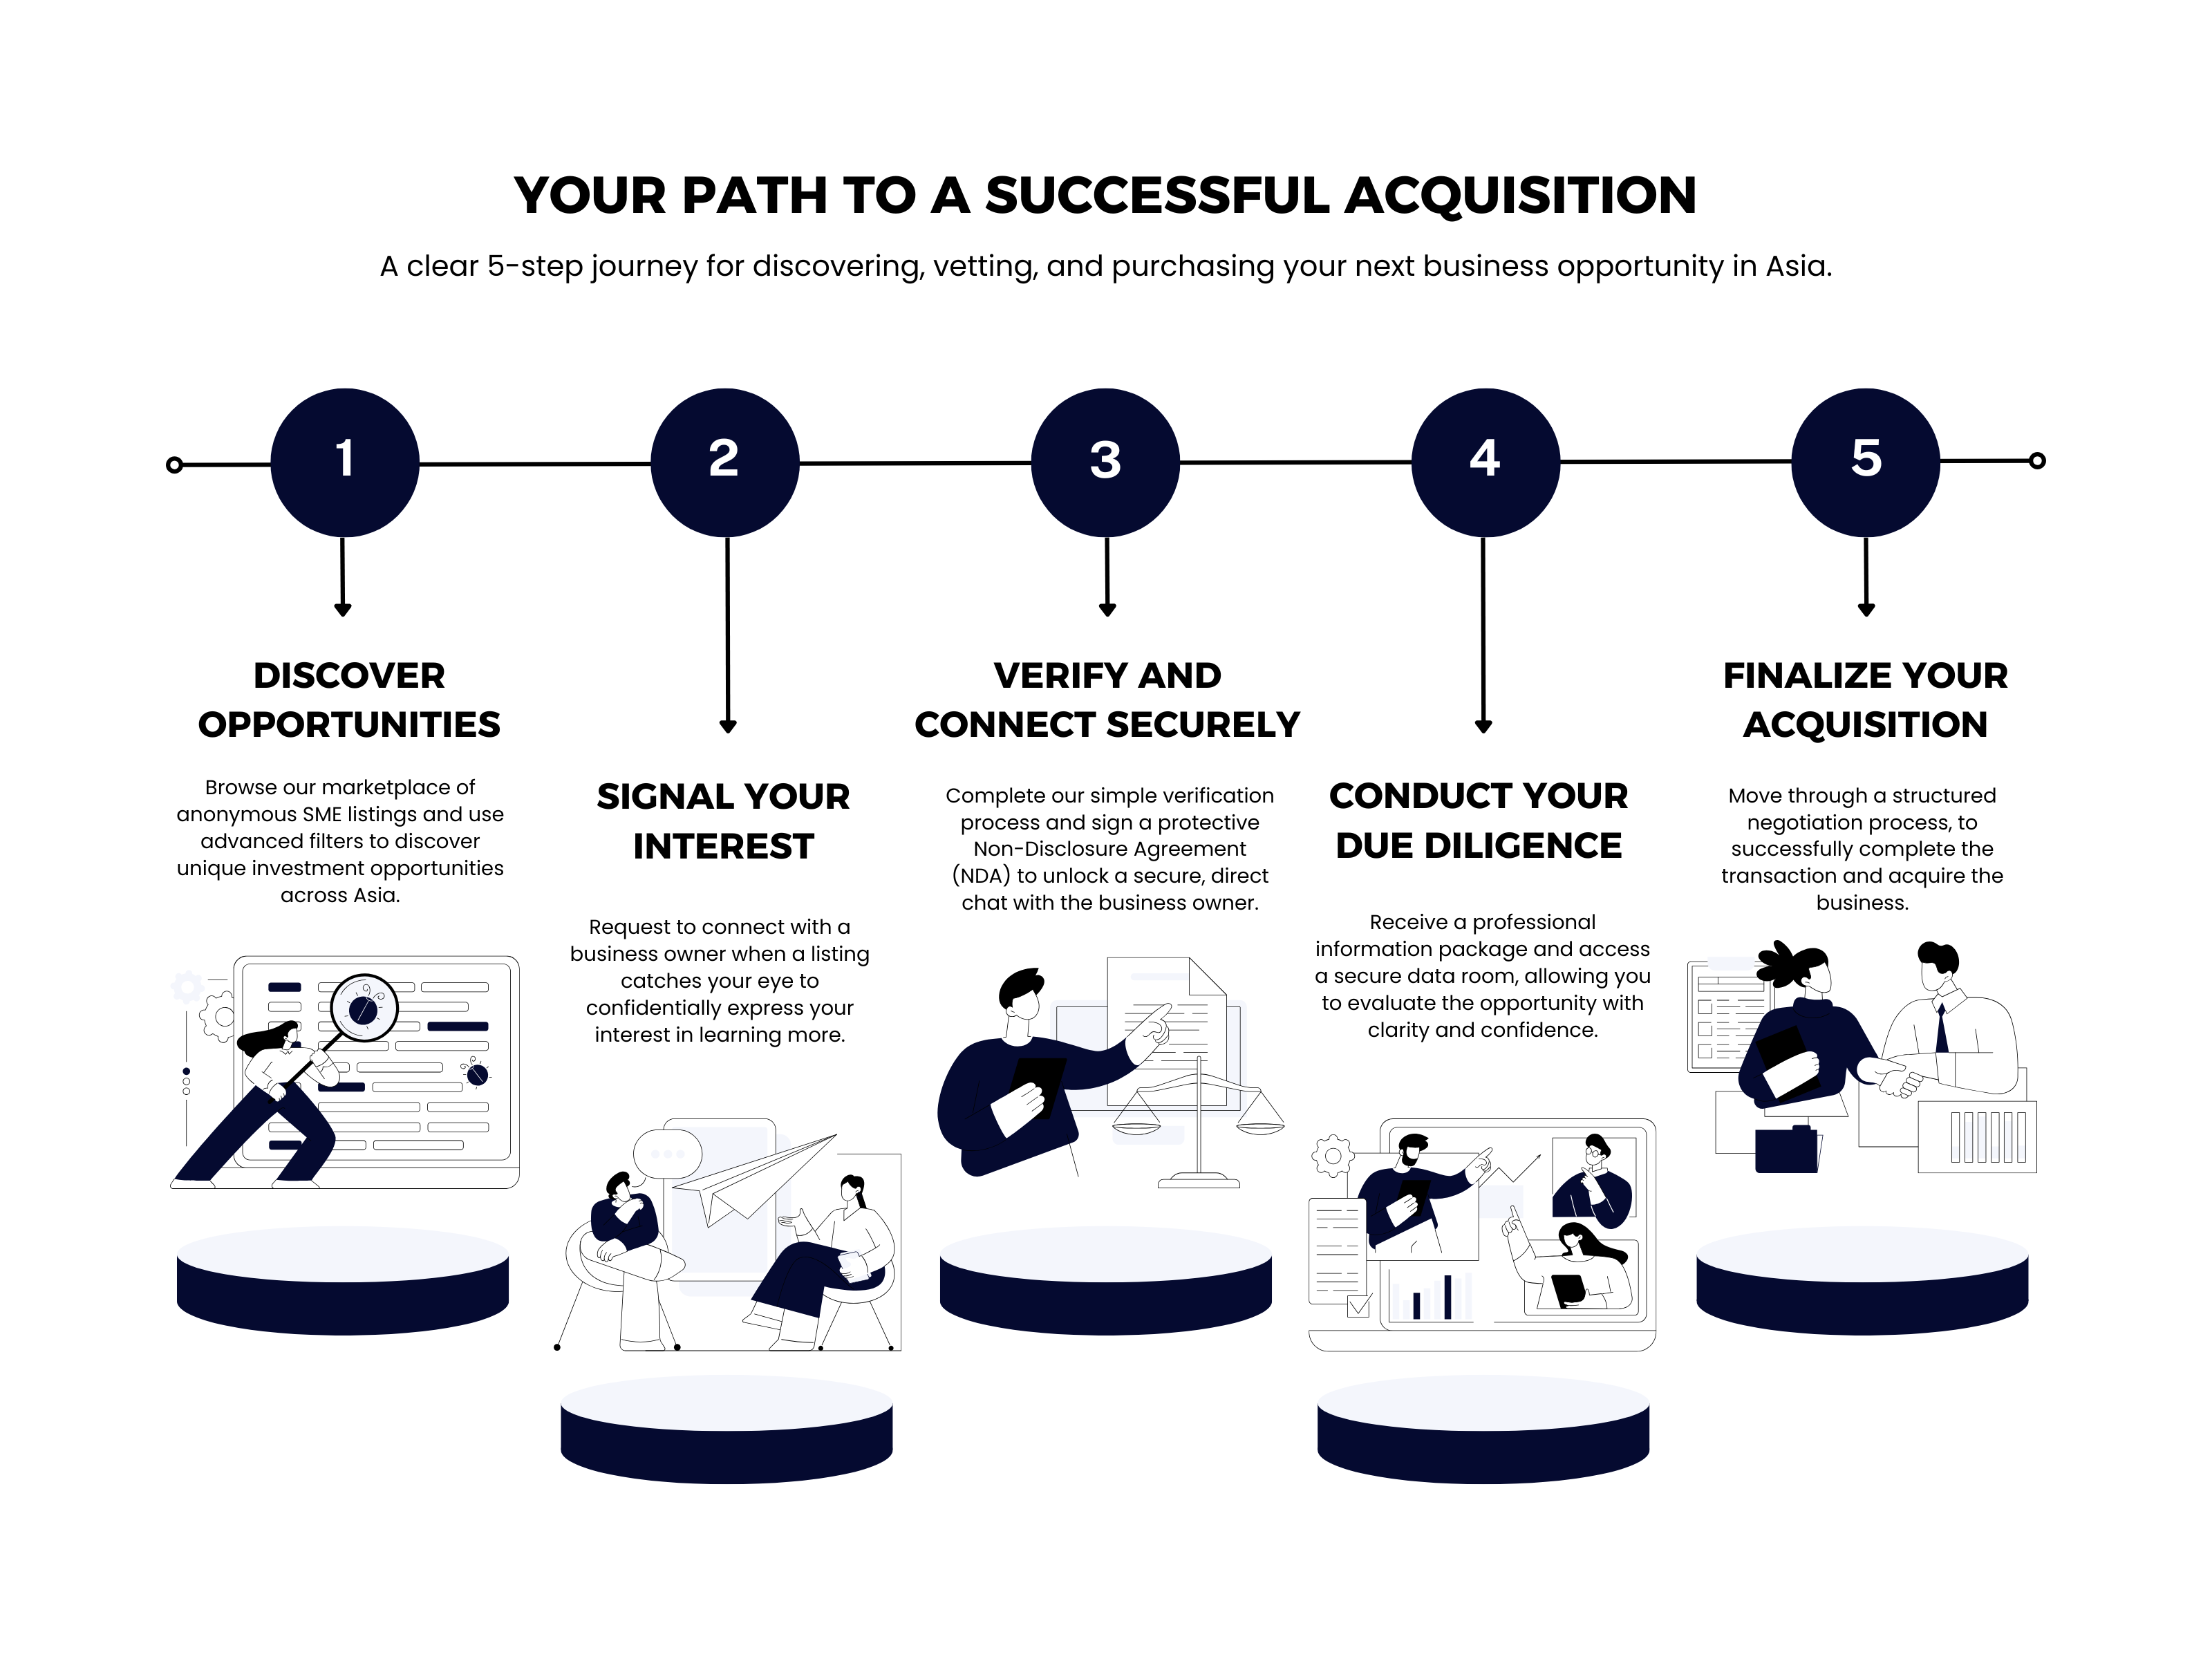 YOUR PATH TO A SUCCESSFUL ACQUISITION
A clear 5-step journey for discovering, vetting, and purchasing your next business opportunity in Asia.
1
2
3
4
5
DISCOVER
OPPORTUNITIES
Browse our marketplace of
anonymous SME listings and use
advanced filters to discover
unique investment opportunities
across Asia.
SIGNAL YOUR
INTEREST
Request to connect with a
business owner when a listing
catches your eye to
confidentially express your
interest in learning more.
VERIFY AND
CONNECT SECURELY
Complete our simple verification
process and sign a protective
Non-Disclosure Agreement
(NDA) to unlock a secure, direct
chat with the business owner.
CONDUCT YOUR
DUE DILIGENCE
Receive a professional
information package and access
a secure data room, allowing you
to evaluate the opportunity with
clarity and confidence.
FINALIZE YOUR
ACQUISITION
Move through a structured
negotiation process, to
successfully complete the
transaction and acquire the
business.